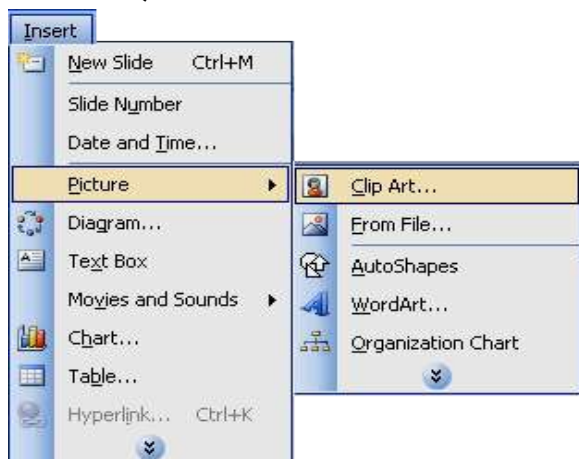 Insert
New Slide Ctrl+M
Slide Number
Date and Time...
Picture
Diagram...
Text Box
Movies and Sounds
Chart...
Table...
Hyperlink... Ctrl+K
Clip Art...
From File...
AutoShapes
WordArt...
Organization Chart